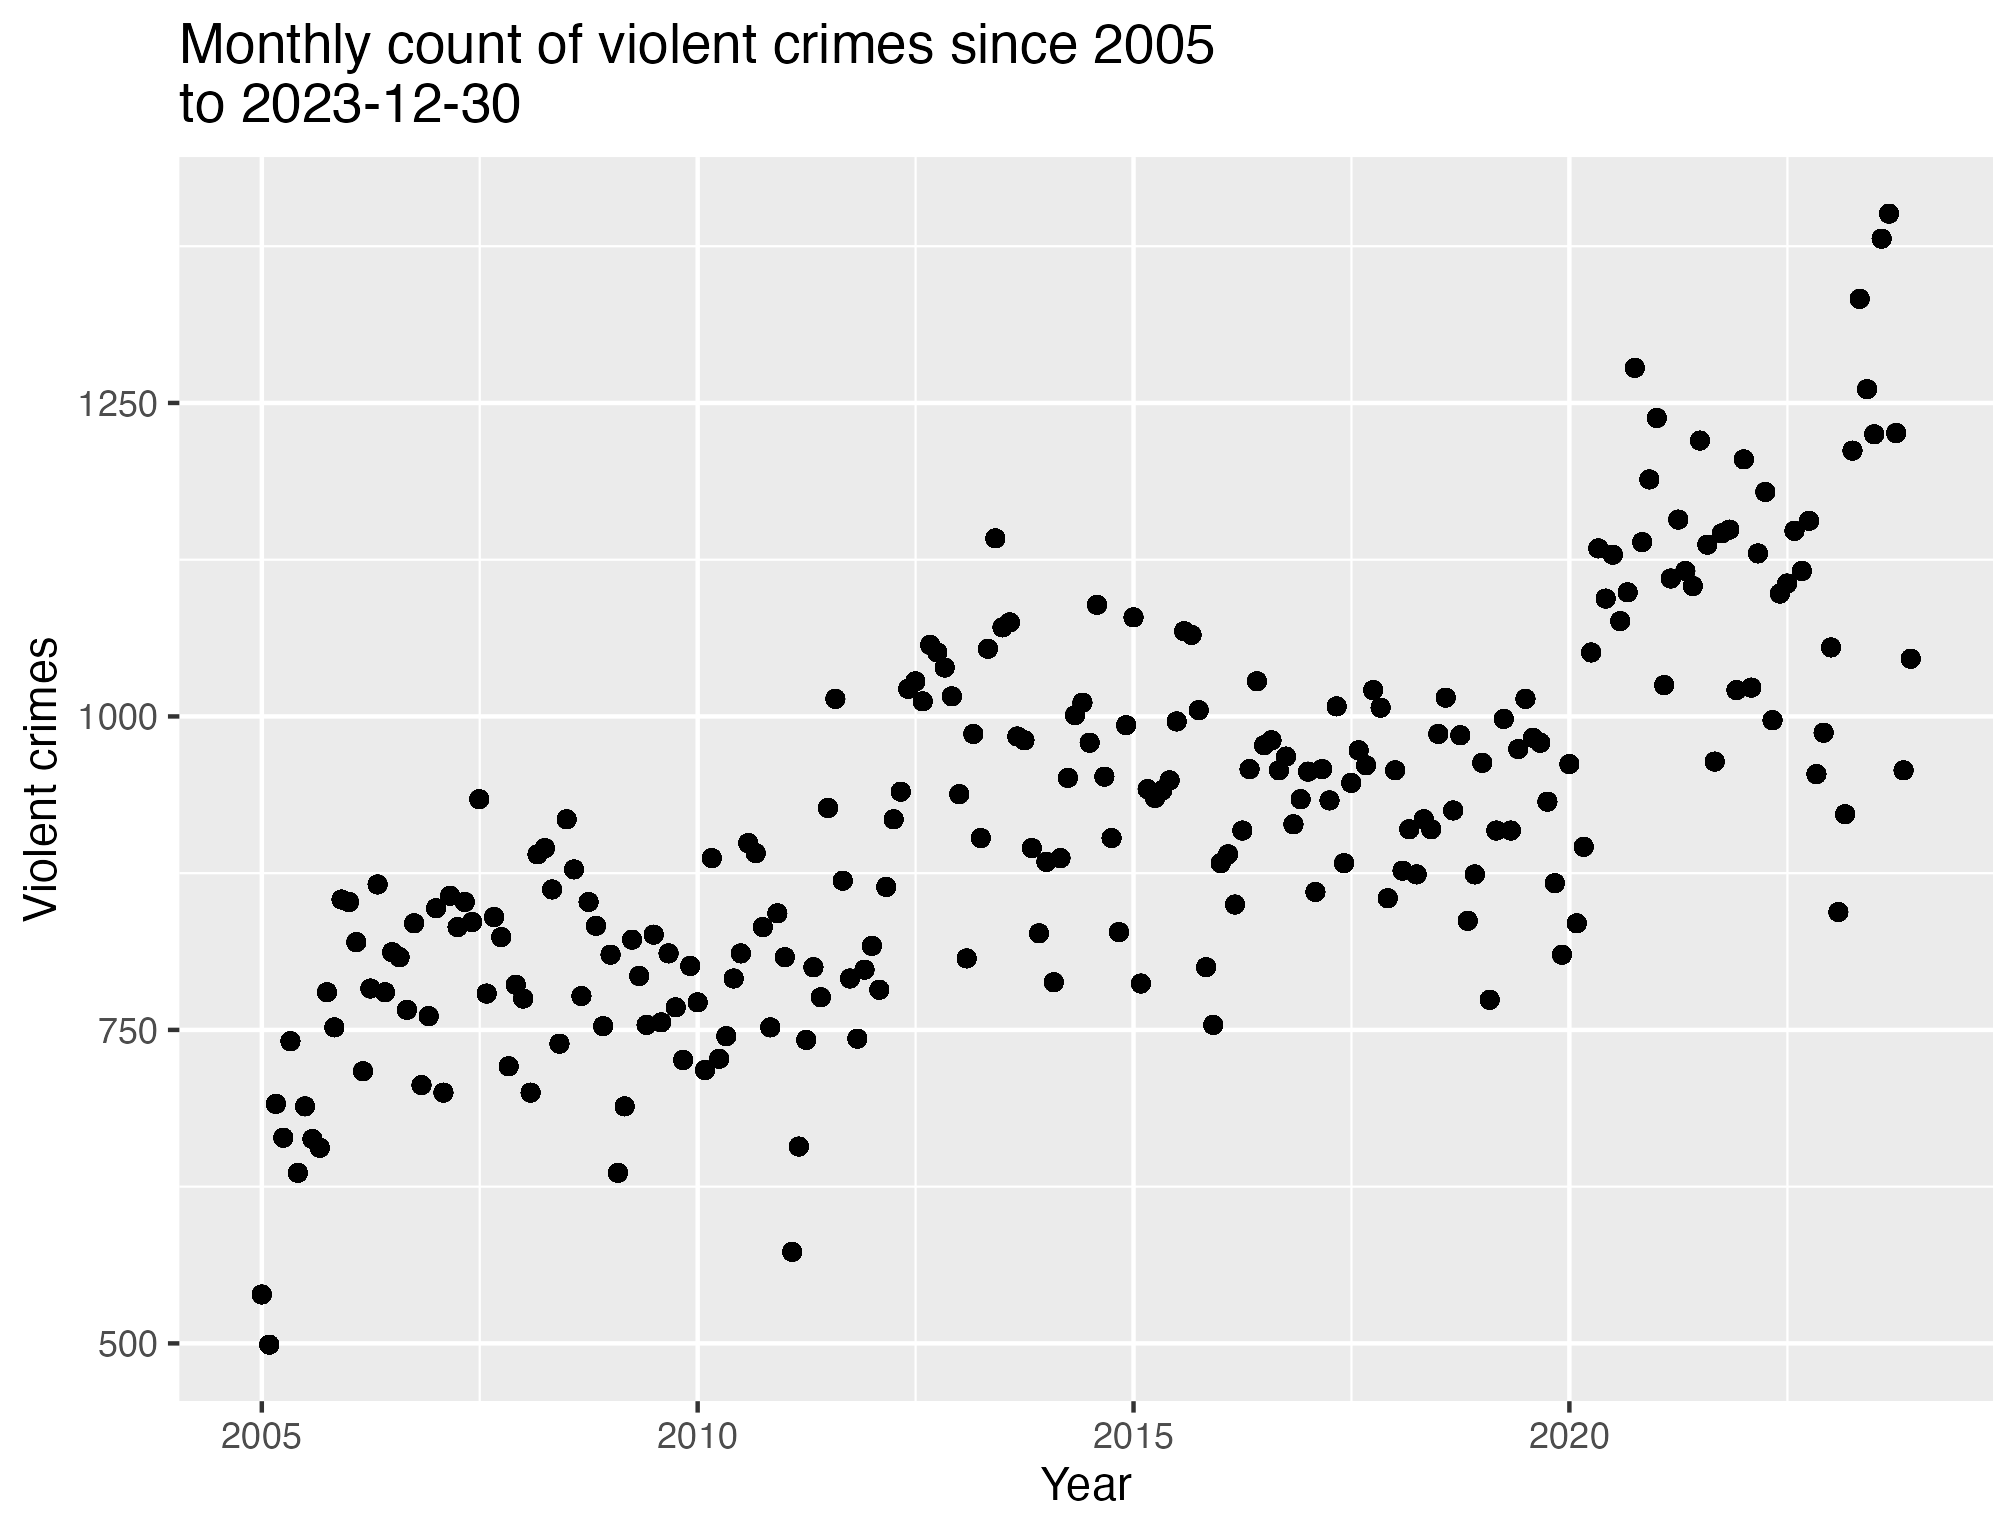 Monthly count of violent crimes since 2005
to 2023-12-30
Violent crimes
1250
1000
750
500
2005 2010 2015 2020
Year